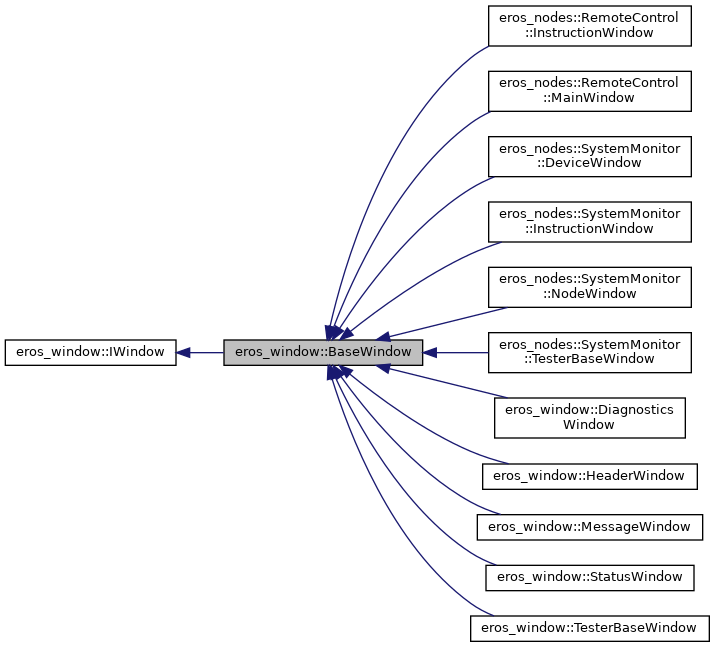 eros_nodes::RemoteControl
::InstructionWindow
eros_nodes::RemoteControl
::MainWindow
eros_nodes::SystemMonitor
::DeviceWindow
eros_nodes::SystemMonitor
::InstructionWindow
eros_nodes::SystemMonitor
::NodeWindow
eros_window::IWindow
eros_window::BaseWindow
eros_nodes::SystemMonitor
::TesterBaseWindow
eros_window::Diagnostics
Window
eros_window::HeaderWindow
eros_window::MessageWindow
eros_window::StatusWindow
eros_window::TesterBaseWindow